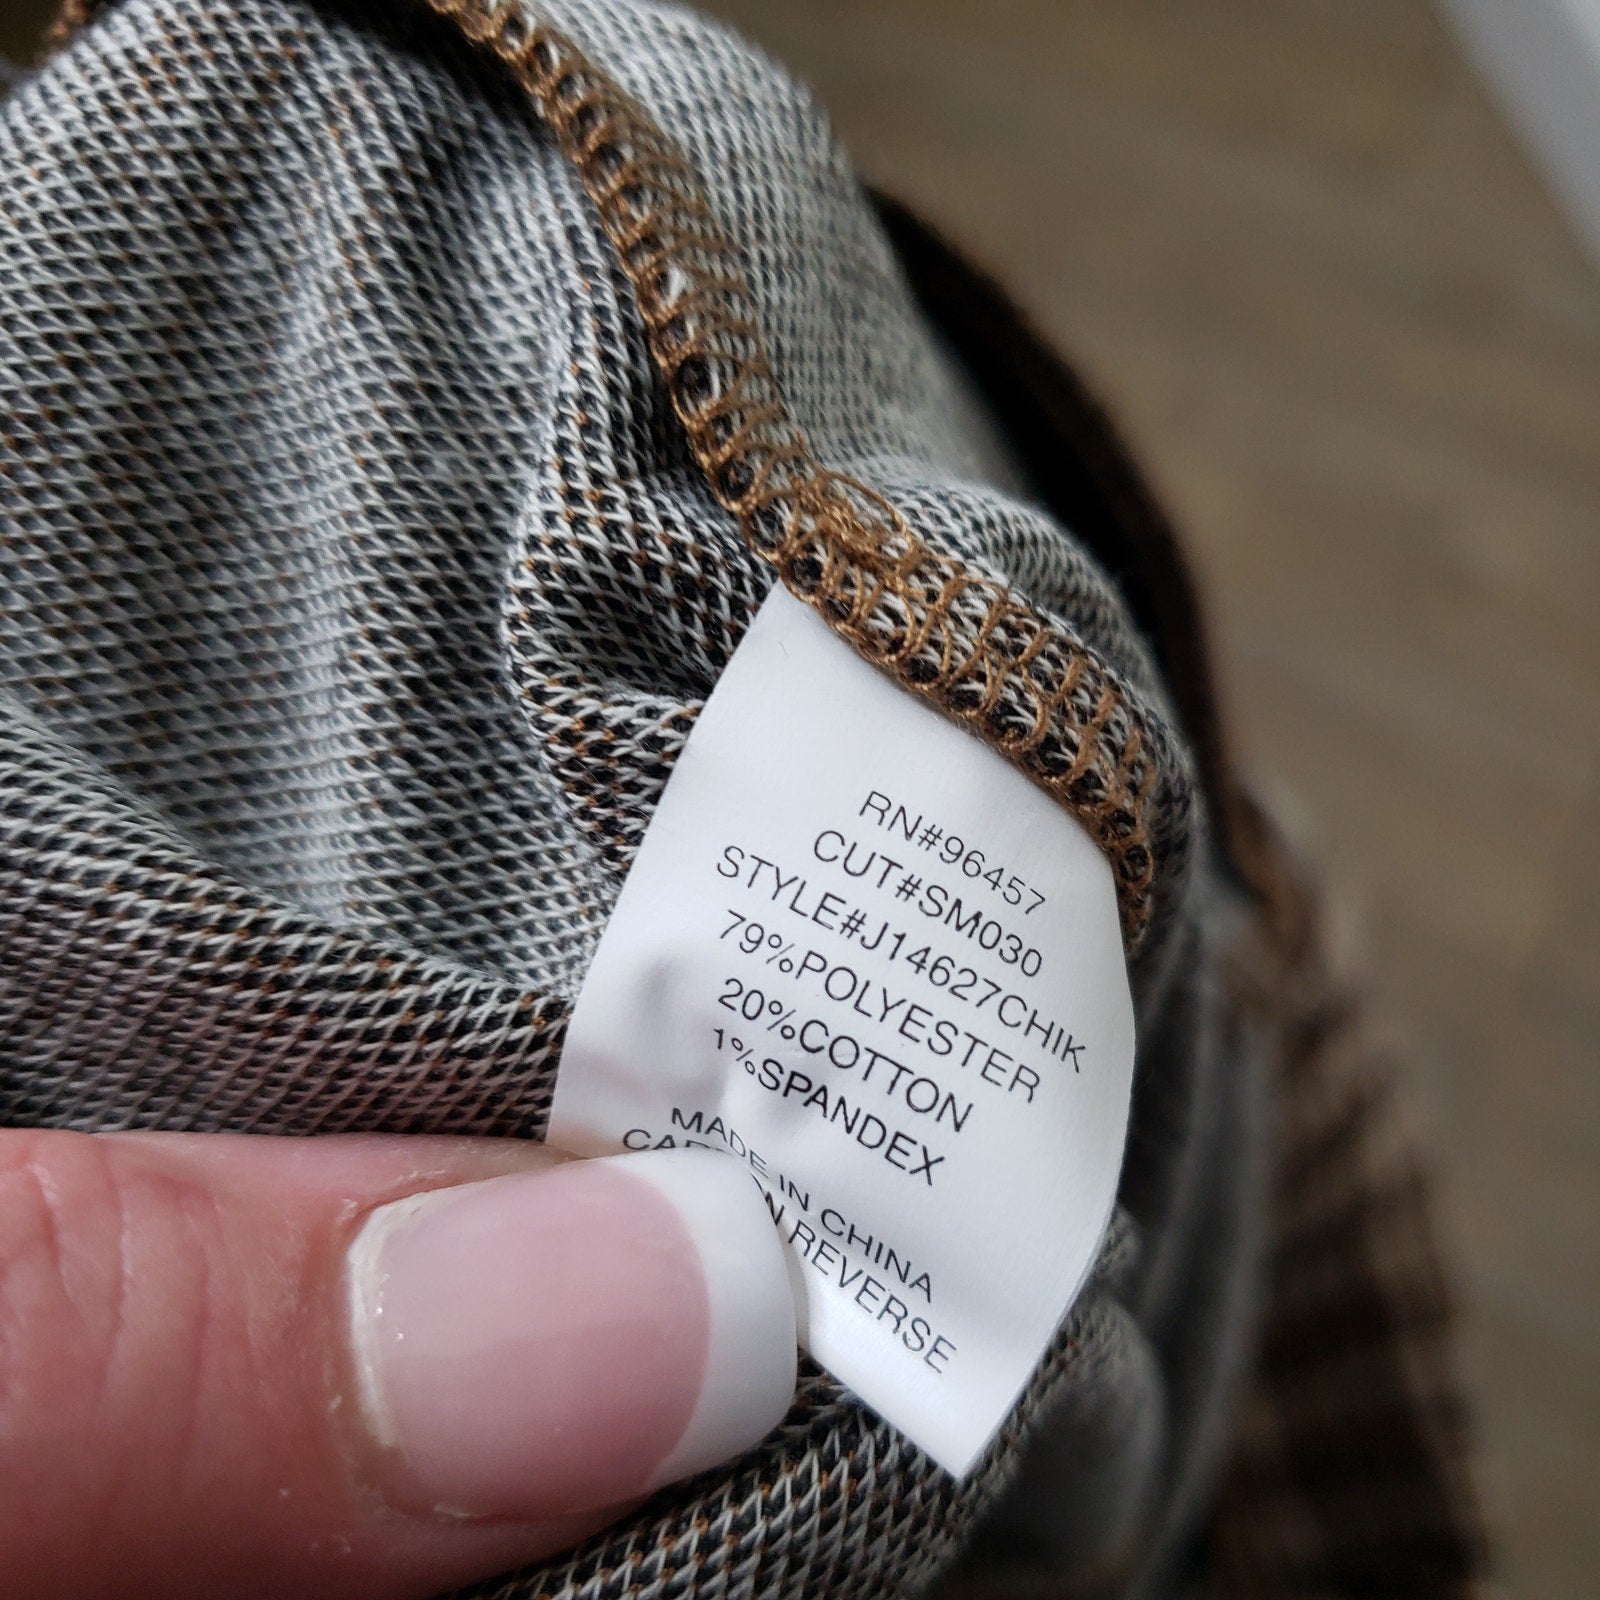 RN#96457
CUT#SM030
STYLE#J14627CHIK
79%POLYESTER
20%COTTON
1%SPANDEX
MADE IN CHINA
REVERSE